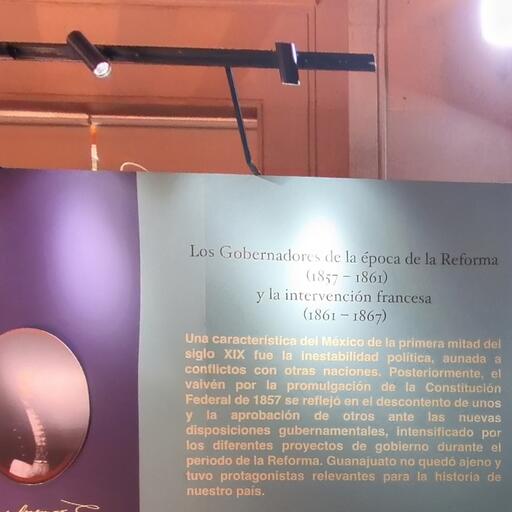 Los Gobernadores de la época de la Reforma
(1857 – 1861)
y la intervención francesa
(1861 – 1867)
Una característica del México de la primera mitad del
siglo XIX fue la inestabilidad política, aunada a
conflictos con otras naciones. Posteriormente, el
vaivén por la promulgación de la Constitución
Federal de 1857 se reflejó en el descontento de unos
y la aprobación de otros ante las nuevas
disposiciones gubernamentales, intensificado por
los diferentes proyectos de gobierno durante el
periodo de la Reforma. Guanajuato no quedó ajeno y
tuvo protagonistas relevantes para la historia de
nuestro país.